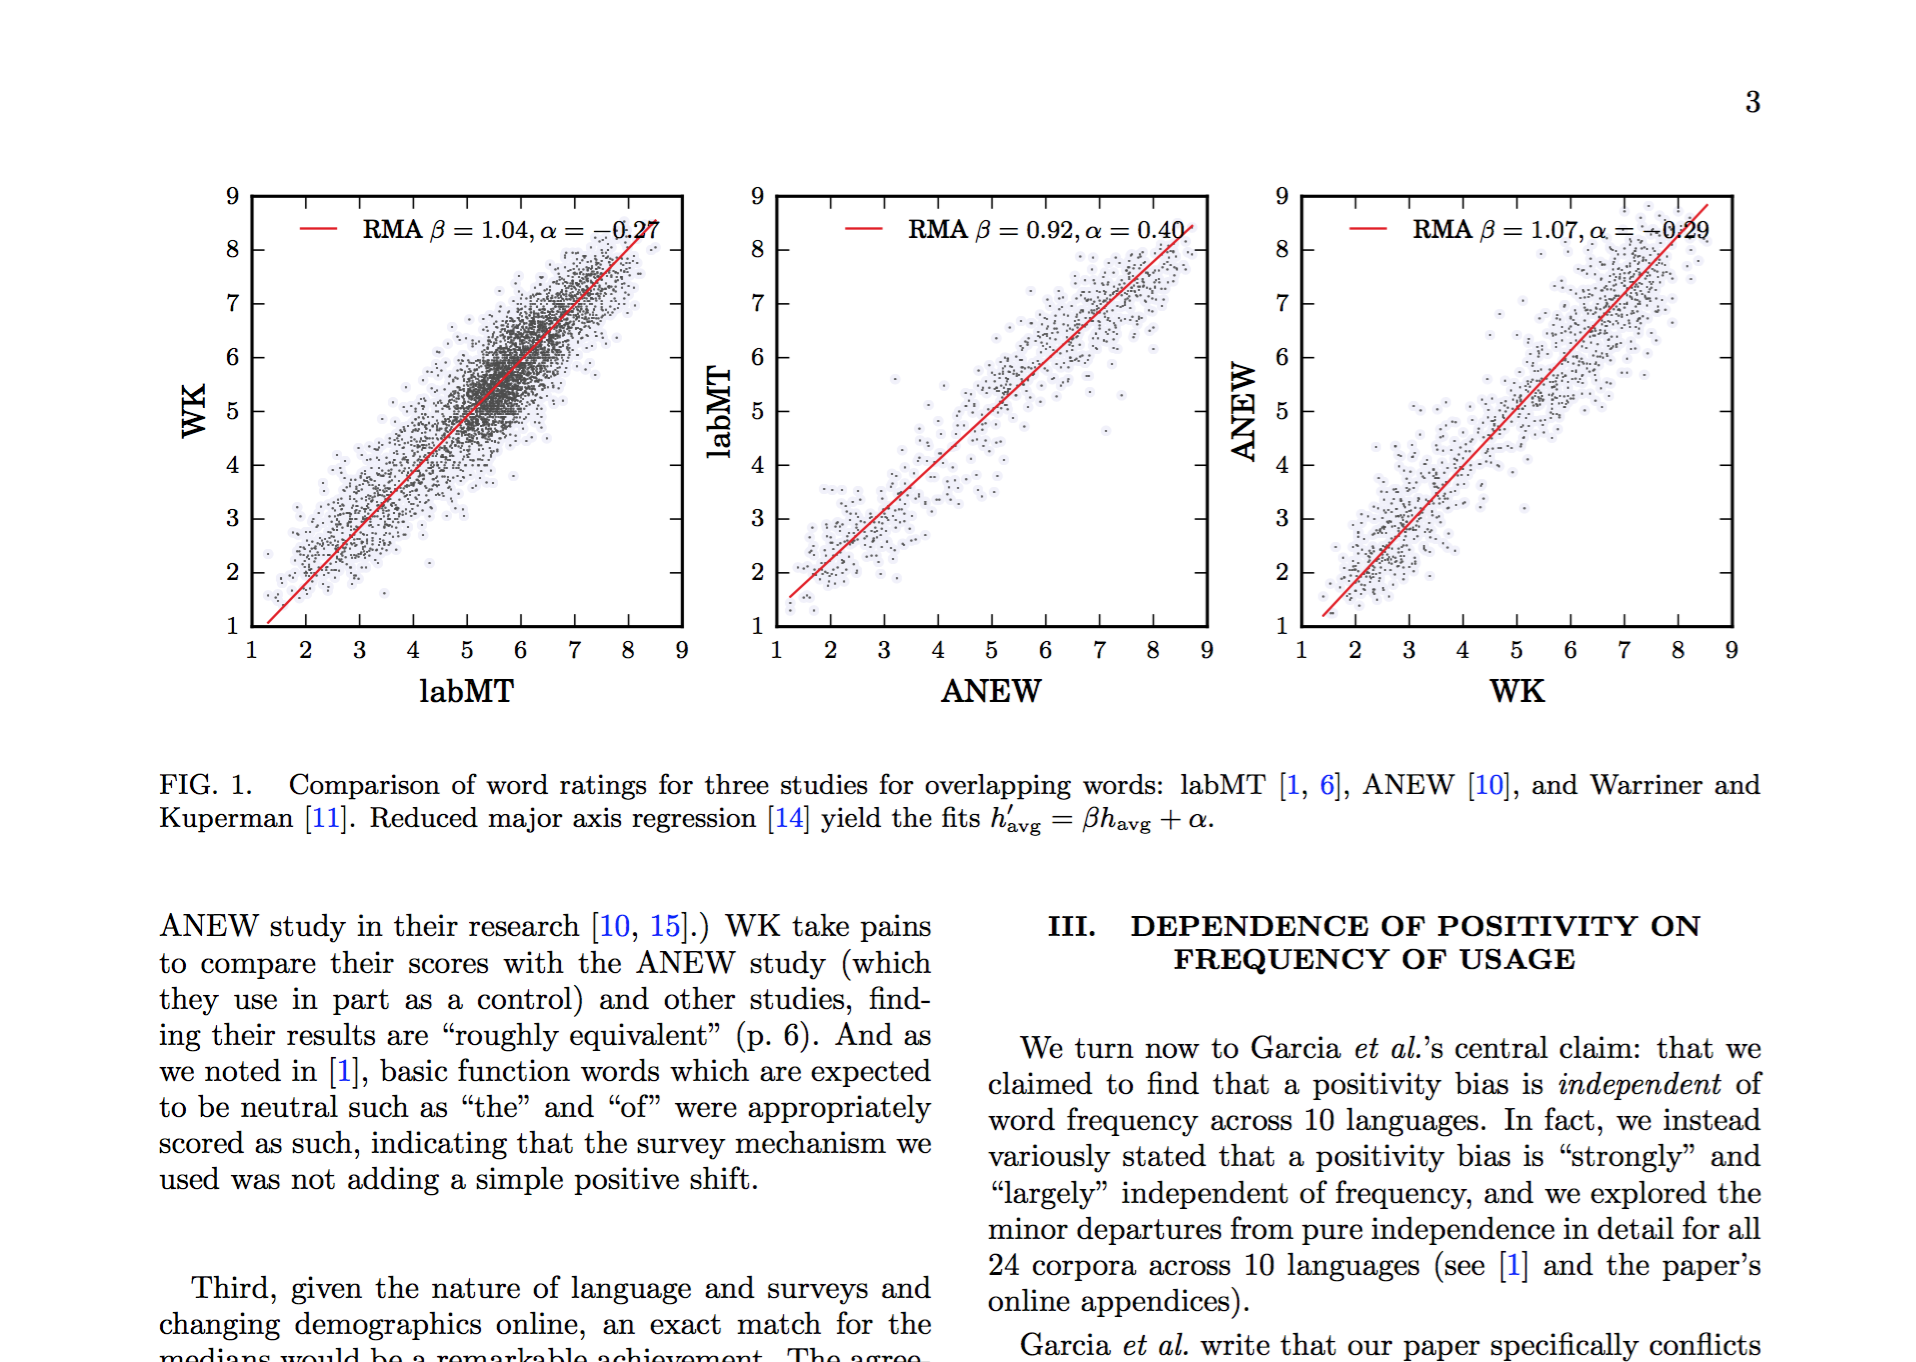 3
9
8
7
6
5
4
3
2
1
WK
RMA β = 1.04, α = −0.27
1 2 3 4 5 6 7 8 9
labMT
9
8
7
6
5
4
3
2
1
labMT
RMA β = 0.92, α = 0.40
1 2 3 4 5 6 7 8 9
ANEW
9
8
7
6
5
4
3
2
1
ANEW
RMA β = 1.07, α = −0.29
1 2 3 4 5 6 7 8 9
WK
FIG. 1. Comparison of word ratings for three studies for overlapping words: labMT [1, 6], ANEW [10], and Warriner and
Kuperman [11]. Reduced major axis regression [14] yield the fits h′avg = βhavg + α.
ANEW study in their research [10, 15].) WK take pains
to compare their scores with the ANEW study (which
they use in part as a control) and other studies, find-
ing their results are “roughly equivalent” (p. 6). And as
we noted in [1], basic function words which are expected
to be neutral such as “the” and “of” were appropriately
scored as such, indicating that the survey mechanism we
used was not adding a simple positive shift.
Third, given the nature of language and surveys and
changing demographics online, an exact match for the
medians would be a remarkable achievement. The agree-
III. DEPENDENCE OF POSITIVITY ON
FREQUENCY OF USAGE
We turn now to Garcia et al.’s central claim: that we
claimed to find that a positivity bias is independent of
word frequency across 10 languages. In fact, we instead
variously stated that a positivity bias is “strongly” and
“largely” independent of frequency, and we explored the
minor departures from pure independence in detail for all
24 corpora across 10 languages (see [1] and the paper’s
online appendices).
Garcia et al. write that our paper specifically conflicts